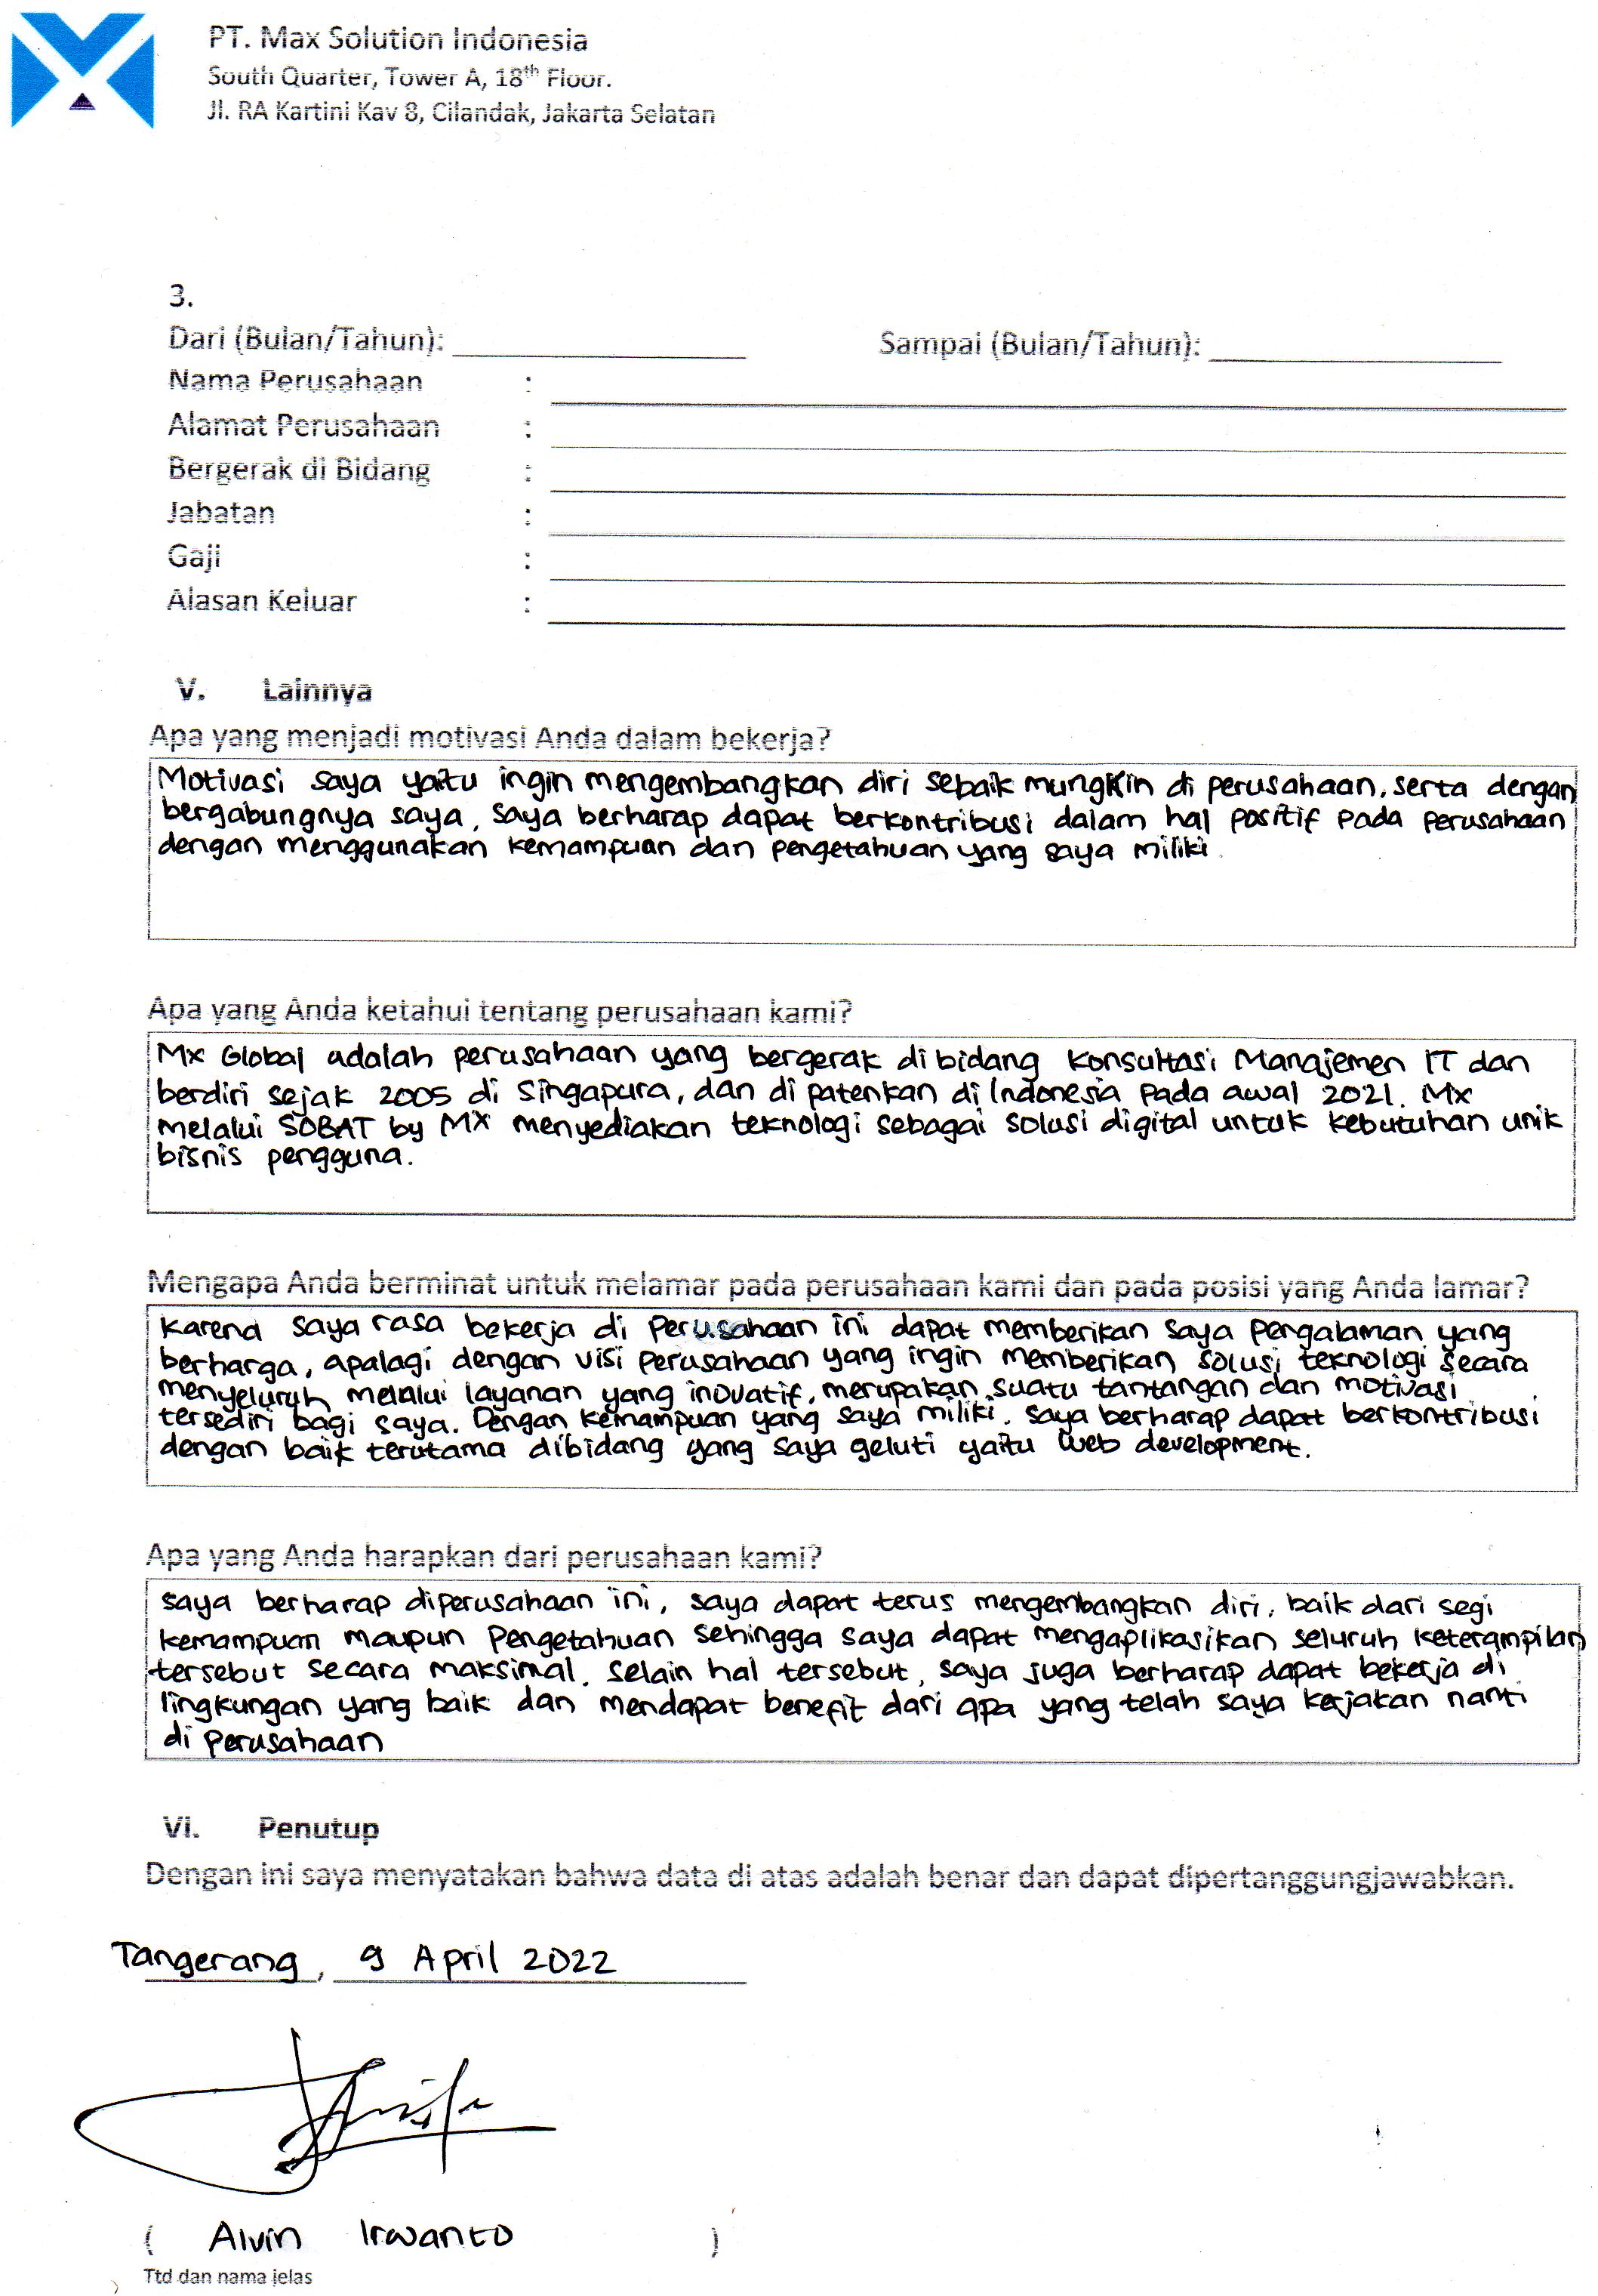 PT. Max Solution Indonesia
South Quarter, Tower A, 18th Floor.
Jl. RA Kartini Kav 8, Cilandak, Jakarta Selatan
3.
Dari (Bulan/Tahun): Sampai (Bulan/Tahun):
Nama Perusahaan :
Alamat Perusahaan :
Bergerak di Bidang :
Jabatan :
Gaji :
Alasan Keluar :
V. Lainnya
Apa yang menjadi motivasi Anda dalam bekerja?
Motivasi saya yaitu ingin mengembangkan diri sebaik mungkin di perusahaan, serta dengan
bergabungnya saya, saya berharap dapat berkontribusi dalam hal positif pada perusahaan
dengan menggunakan kemampuan dan pengetahuan yang saya miliki.
Apa yang Anda ketahui tentang perusahaan kami?
Mx Global adalah perusahaan yang bergerak di bidang konsultasi Manajemen IT dan
berdiri sejak 2005 di Singapura, dan di patenkan di Indonesia pada awal 2021. Mx
melalui SOBAT by MX menyediakan teknologi sebagai solusi digital untuk kebutuhan unik
bisnis pengguna.
Mengapa Anda berminat untuk melamar pada perusahaan kami dan pada posisi yang Anda lamar?
Karena saya rasa bekerja di perusahaan ini dapat memberikan saya pengalaman yang
berharga, apalagi dengan visi perusahaan yang ingin memberikan solusi teknologi secara
menyeluruh melalui layanan yang inovatif, merupakan suatu tantangan dan motivasi
tersediri bagi saya. Dengan kemampuan yang saya miliki, saya berharap dapat berkontribusi
dengan baik terutama dibidang yang saya geluti yaitu web development.
Apa yang Anda harapkan dari perusahaan kami?
saya berharap diperusahaan ini, saya dapat terus mengembangkan diri, baik dari segi
kemampuan maupun pengetahuan sehingga saya dapat mengaplikasikan seluruh keterampilan
tersebut secara maksimal. Selain hal tersebut, saya juga berharap dapat bekerja di
lingkungan yang baik dan mendapat benefit dari apa yang telah saya kerjakan nanti
di perusahaan
VI. Penutup
Dengan ini saya menyatakan bahwa data di atas adalah benar dan dapat dipertanggungjawabkan.
Tangerang, 9 April 2022
( Alvin Irwanto )
Ttd dan nama jelas